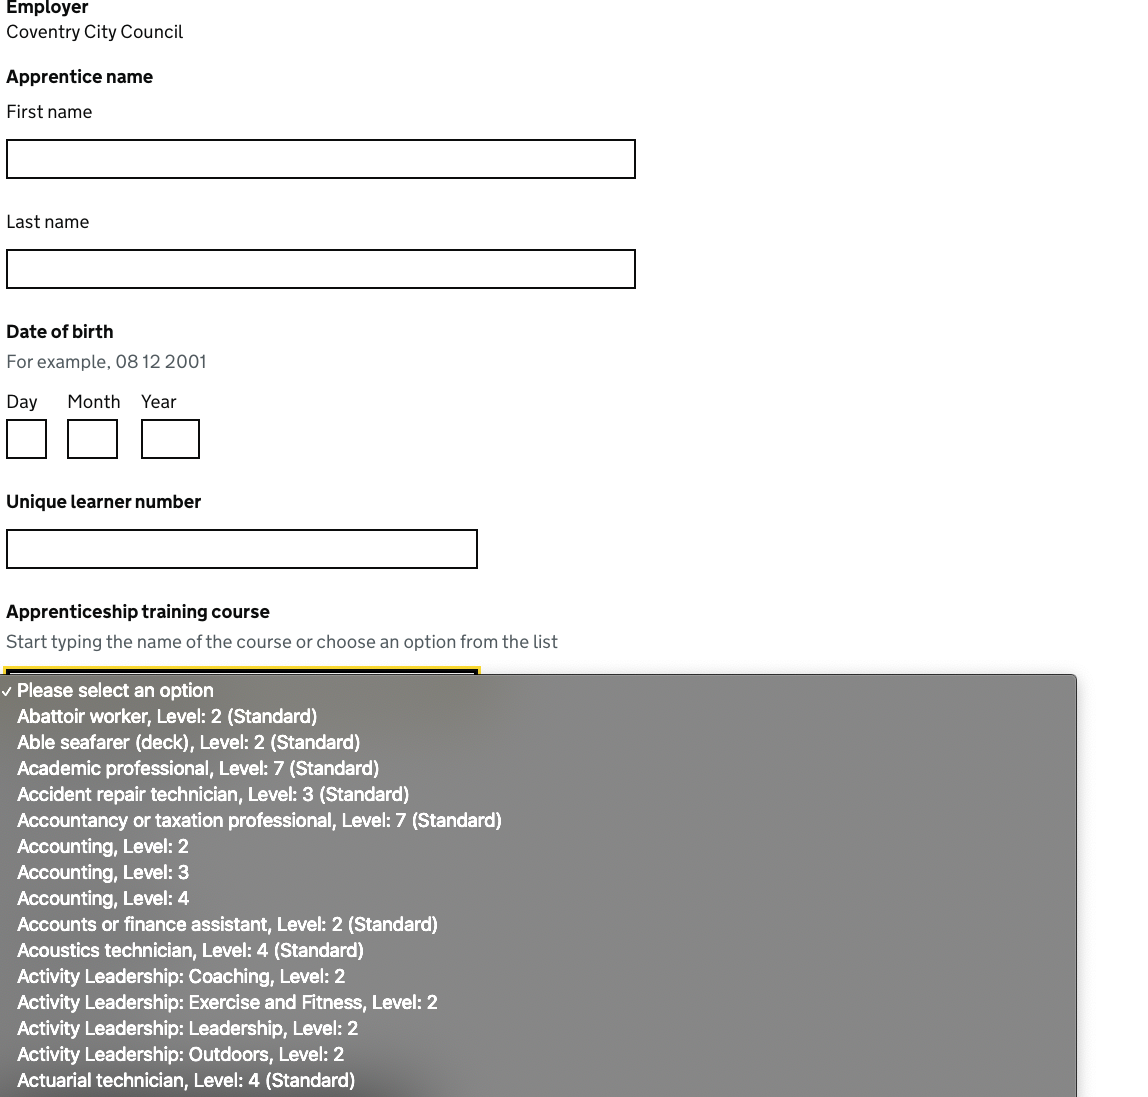 Employer
Coventry City Council
Apprentice name
First name
Last name
Date of birth
For example, 08 12 2001
Day Month Year
Unique learner number
Apprenticeship training course
Start typing the name of the course or choose an option from the list
✓ Please select an option
Abattoir worker, Level: 2 (Standard)
Able seafarer (deck), Level: 2 (Standard)
Academic professional, Level: 7 (Standard)
Accident repair technician, Level: 3 (Standard)
Accountancy or taxation professional, Level: 7 (Standard)
Accounting, Level: 2
Accounting, Level: 3
Accounting, Level: 4
Accounts or finance assistant, Level: 2 (Standard)
Acoustics technician, Level: 4 (Standard)
Activity Leadership: Coaching, Level: 2
Activity Leadership: Exercise and Fitness, Level: 2
Activity Leadership: Leadership, Level: 2
Activity Leadership: Outdoors, Level: 2
Actuarial technician, Level: 4 (Standard)